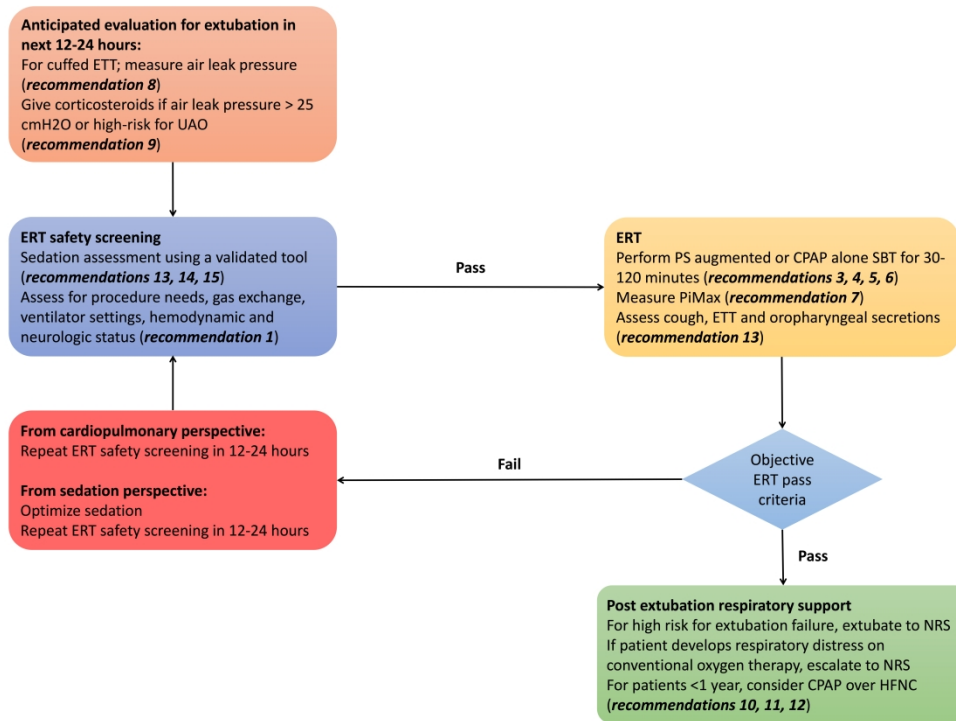 Anticipated evaluation for extubation in
next 12-24 hours:
For cuffed ETT; measure air leak pressure
(recommendation 8)
Give corticosteroids if air leak pressure > 25
cmH2O or high-risk for UAO
(recommendation 9)
ERT safety screening
Sedation assessment using a validated tool
(recommendations 13, 14, 15)
Assess for procedure needs, gas exchange,
ventilator settings, hemodynamic and
neurologic status (recommendation 1)
Pass
ERT
Perform PS augmented or CPAP alone SBT for 30-
120 minutes (recommendations 3, 4, 5, 6)
Measure PiMax (recommendation 7)
Assess cough, ETT and oropharyngeal secretions
(recommendation 13)
From cardiopulmonary perspective:
Repeat ERT safety screening in 12-24 hours
From sedation perspective:
Optimize sedation
Repeat ERT safety screening in 12-24 hours
Fail
Objective
ERT pass
criteria
Pass
Post extubation respiratory support
For high risk for extubation failure, extubate to NRS
If patient develops respiratory distress on
conventional oxygen therapy, escalate to NRS
For patients <1 year, consider CPAP over HFNC
(recommendations 10, 11, 12)